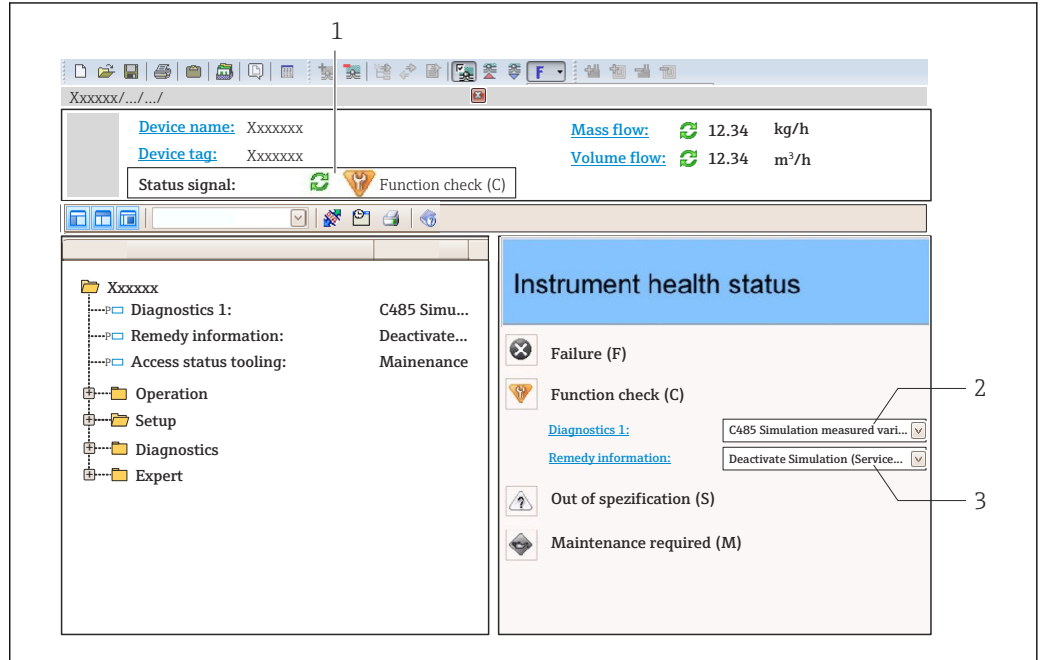 1
F
Xxxxxx/.../.../
Device name: Xxxxxxx
Mass flow: 12.34 kg/h
Device tag: Xxxxxxx
Volume flow: 12.34 m³/h
Status signal: Function check (C)
Xxxxxx
Diagnostics 1: C485 Simu...
Remedy information: Deactivate...
Access status tooling: Mainenance
Operation
Setup
Diagnostics
Expert
Instrument health status
Failure (F)
Function check (C)
2
Diagnostics 1: C485 Simulation measured vari...
Remedy information: Deactivate Simulation (Service...
Out of spezification (S)
3
Maintenance required (M)